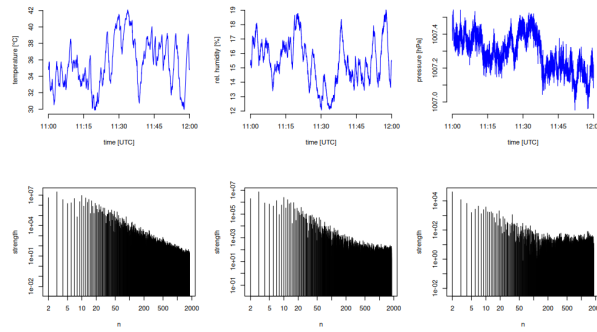 temperature [°C]
42
40
38
36
34
32
30
11:00 11:15 11:30 11:45 12:00
time [UTC]
rel. humidity [%]
19
18
17
16
15
14
13
12
11:00 11:15 11:30 11:45 12:00
time [UTC]
pressure [hPa]
1007.4
1007.2
1007.0
11:00 11:15 11:30 11:45 12:00
time [UTC]
strength
1e+07
1e+04
1e+01
1e-02
2 5 10 20 50 200 500 2000
n
strength
1e+07
1e+05
1e+03
1e+01
1e-01
2 5 10 20 50 200 500 2000
n
strength
1e+04
1e+02
1e+00
1e-02
2 5 10 20 50 200 500
n